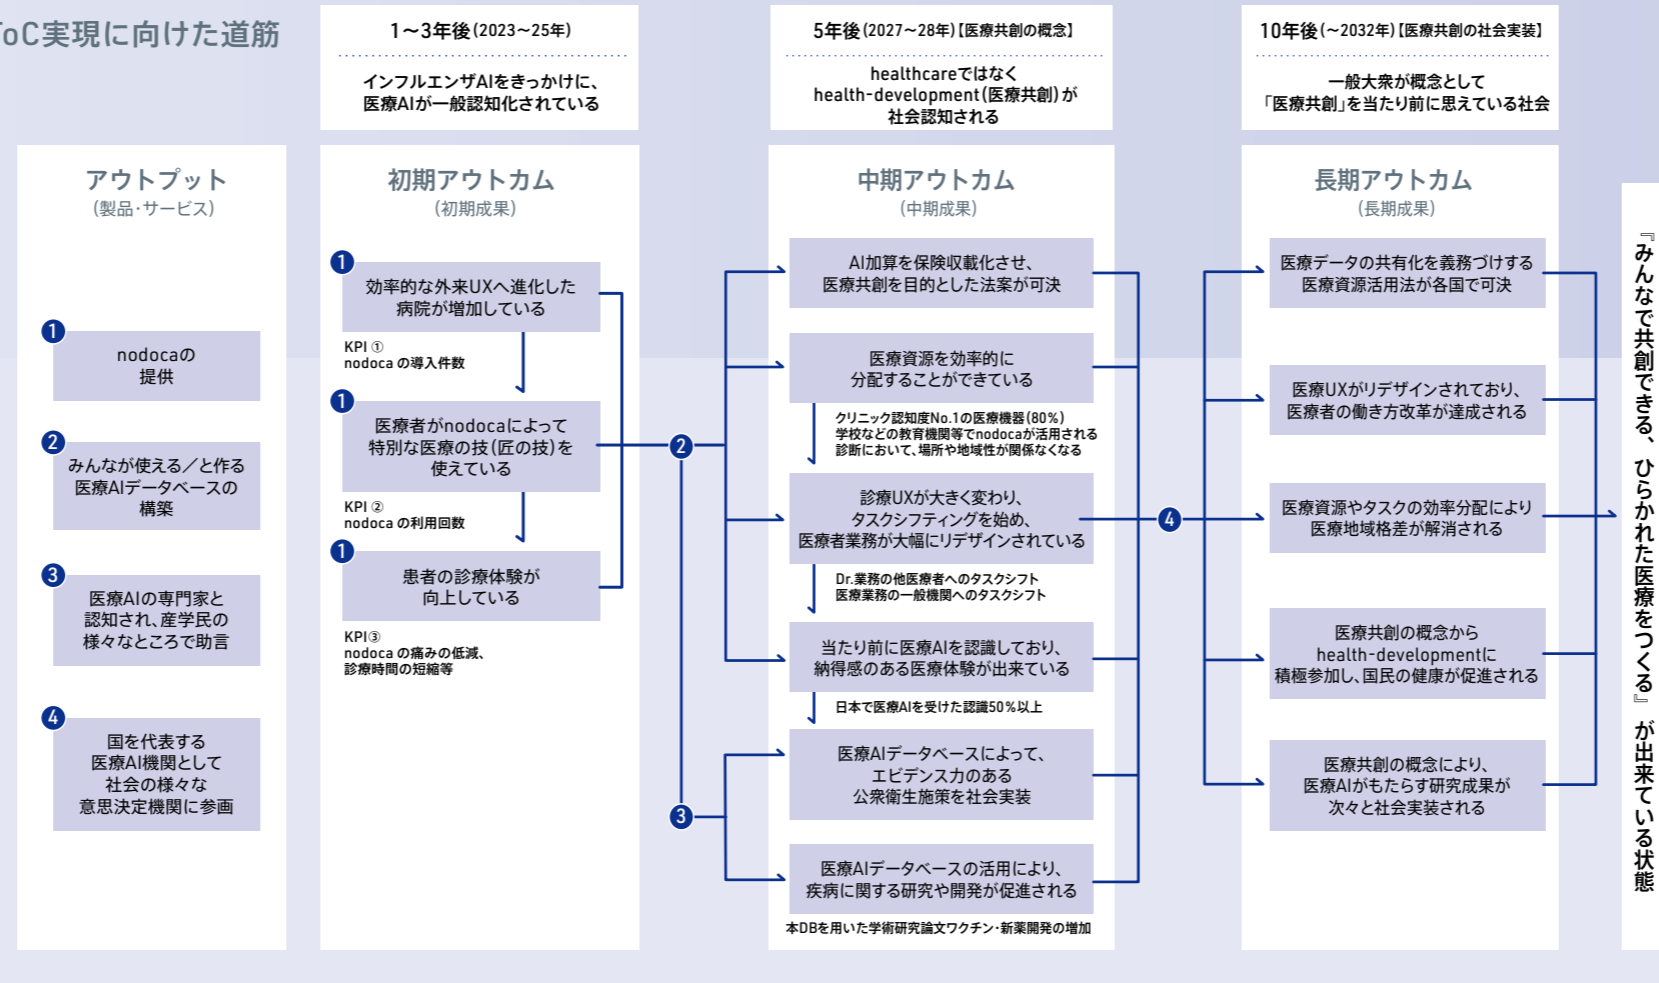 ToC実現に向けた道筋
1～3年後(2023～25年)
インフルエンザAIをきっかけに、
医療AIが一般認知化されている
5年後(2027～28年)【医療共創の概念】
healthcareではなく
health-development(医療共創)が
社会認知される
10年後(～2032年)【医療共創の社会実装】
一般大衆が概念として
「医療共創」を当たり前に思えている社会
アウトプット
(製品・サービス)
1
nodocaの
提供
2
みんなが使える／と作る
医療AIデータベースの
構築
3
医療AIの専門家と
認知され、産学民の
様々なところで助言
4
国を代表する
医療AI機関として
社会の様々な
意思決定機関に参画
初期アウトカム
(初期成果)
1
効率的な外来UXへ進化した
病院が増加している
KPI ①
nodoca の導入件数
1
医療者がnodocaによって
特別な医療の技(匠の技)を
使えている
KPI ②
nodoca の利用回数
1
患者の診療体験が
向上している
KPI③
nodoca の痛みの低減、
診療時間の短縮等
2
3
中期アウトカム
(中期成果)
AI加算を保険収載化させ、
医療共創を目的とした法案が可決
医療資源を効率的に
分配することができている
クリニック認知度No.1の医療機器(80%)
学校などの教育機関等でnodocaが活用される
診断において、場所や地域性が関係なくなる
診療UXが大きく変わり、
タスクシフティングを始め、
医療者業務が大幅にリデザインされている
Dr.業務の他医療者へのタスクシフト
医療業務の一般機関へのタスクシフト
当たり前に医療AIを認識しており、
納得感のある医療体験が出来ている
日本で医療AIを受けた認識50%以上
医療AIデータベースによって、
エビデンス力のある
公衆衛生施策を社会実装
医療AIデータベースの活用により、
疾病に関する研究や開発が促進される
本DBを用いた学術研究論文ワクチン・新薬開発の増加
4
長期アウトカム
(長期成果)
医療データの共有化を義務づけする
医療資源活用法が各国で可決
医療UXがリデザインされており、
医療者の働き方改革が達成される
医療資源やタスクの効率分配により
医療地域格差が解消される
医療共創の概念から
health-developmentに
積極参加し、国民の健康が促進される
医療共創の概念により、
医療AIがもたらす研究成果が
次々と社会実装される
『みんなで共創できる、ひらかれた医療をつくる』が出来ている状態